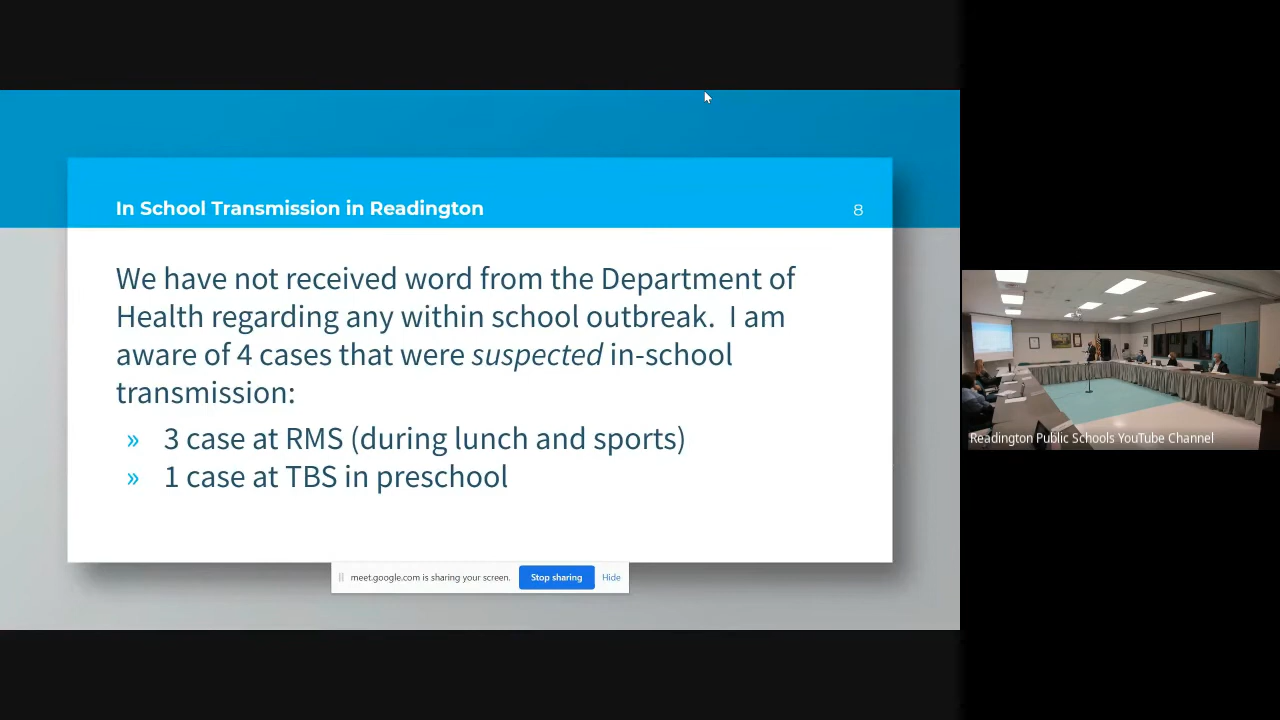 In School Transmission in Readington
8
We have not received word from the Department of
Health regarding any within school outbreak.  I am
aware of 4 cases that were suspected in-school
transmission:
» 3 case at RMS (during lunch and sports)
» 1 case at TBS in preschool
meet.google.com is sharing your screen.
Stop sharing
Hide
Readington Public Schools YouTube Channel